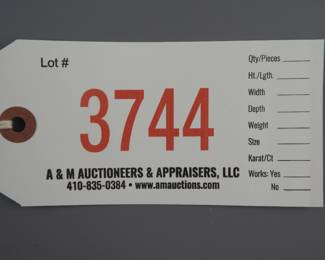 Lot #
3744
A & M AUCTIONEERS & APPRAISERS, LLC
410-835-0384 • www.amauctions.com
Qty/Pieces
Ht./Lgth.
Width
Depth
Weight
Size
Karat/Ct
Works: Yes
No